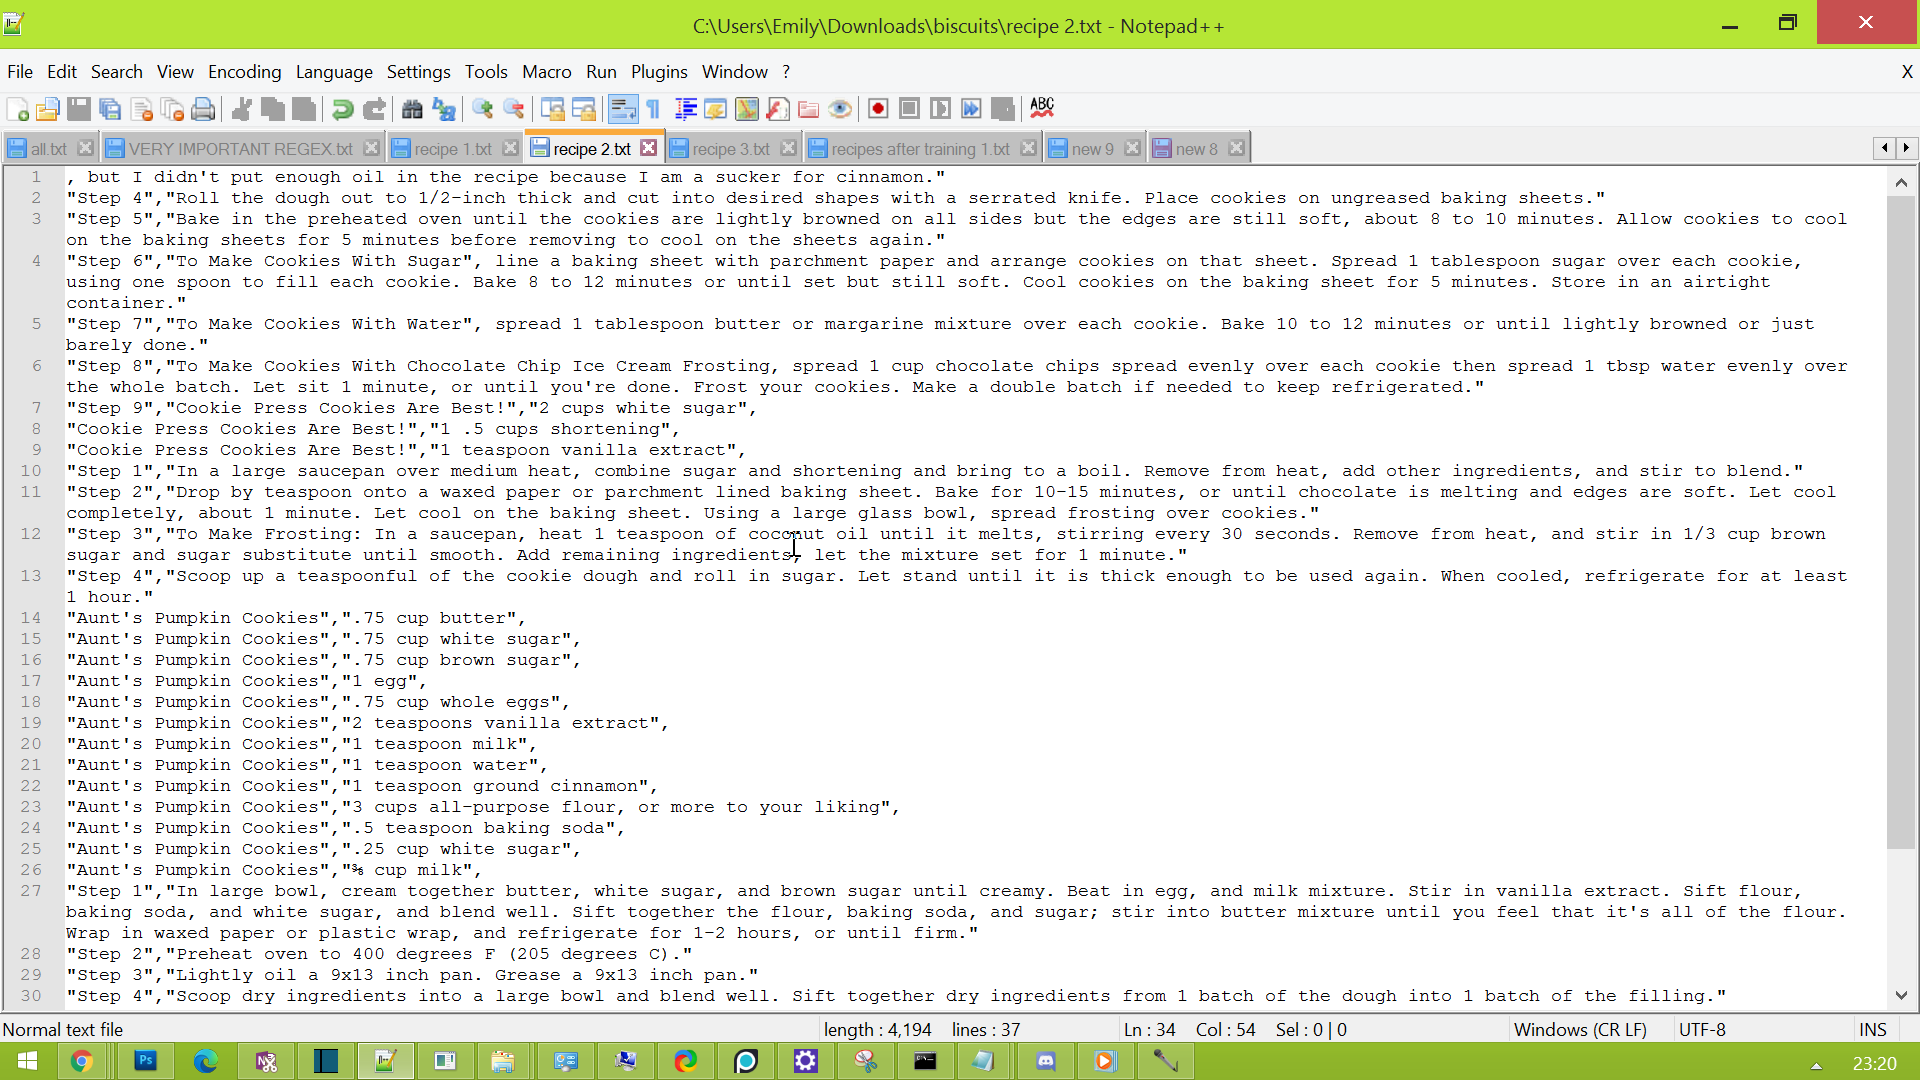 C:\Users\Emily\Downloads\biscuits\recipe 2.txt - Notepad++
File Edit Search View Encoding Language Settings Tools Macro Run Plugins Window ? X
ABC
all.txt VERY IMPORTANT REGEX.txt recipe 1.txt recipe 2.txt recipe 3.txt recipes after training 1.txt new 9 new 8
1 , but I didn't put enough oil in the recipe because I am a sucker for cinnamon."
2 "Step 4","Roll the dough out to 1/2-inch thick and cut into desired shapes with a serrated knife. Place cookies on ungreased baking sheets."
3 "Step 5","Bake in the preheated oven until the cookies are lightly browned on all sides but the edges are still soft, about 8 to 10 minutes. Allow cookies to cool
on the baking sheets for 5 minutes before removing to cool on the sheets again."
4 "Step 6","To Make Cookies With Sugar", line a baking sheet with parchment paper and arrange cookies on that sheet. Spread 1 tablespoon sugar over each cookie,
using one spoon to fill each cookie. Bake 8 to 12 minutes or until set but still soft. Cool cookies on the baking sheet for 5 minutes. Store in an airtight
container."
5 "Step 7","To Make Cookies With Water", spread 1 tablespoon butter or margarine mixture over each cookie. Bake 10 to 12 minutes or until lightly browned or just
barely done."
6 "Step 8","To Make Cookies With Chocolate Chip Ice Cream Frosting, spread 1 cup chocolate chips spread evenly over each cookie then spread 1 tbsp water evenly over
the whole batch. Let sit 1 minute, or until you're done. Frost your cookies. Make a double batch if needed to keep refrigerated."
7 "Step 9","Cookie Press Cookies Are Best!","2 cups white sugar",
8 "Cookie Press Cookies Are Best!","1 .5 cups shortening",
9 "Cookie Press Cookies Are Best!","1 teaspoon vanilla extract",
10 "Step 1","In a large saucepan over medium heat, combine sugar and shortening and bring to a boil. Remove from heat, add other ingredients, and stir to blend."
11 "Step 2","Drop by teaspoon onto a waxed paper or parchment lined baking sheet. Bake for 10-15 minutes, or until chocolate is melting and edges are soft. Let cool
completely, about 1 minute. Let cool on the baking sheet. Using a large glass bowl, spread frosting over cookies."
12 "Step 3","To Make Frosting: In a saucepan, heat 1 teaspoon of coconut oil until it melts, stirring every 30 seconds. Remove from heat, and stir in 1/3 cup brown
sugar and sugar substitute until smooth. Add remaining ingredients, let the mixture set for 1 minute."
13 "Step 4","Scoop up a teaspoonful of the cookie dough and roll in sugar. Let stand until it is thick enough to be used again. When cooled, refrigerate for at least
1 hour."
14 "Aunt's Pumpkin Cookies",".75 cup butter",
15 "Aunt's Pumpkin Cookies",".75 cup white sugar",
16 "Aunt's Pumpkin Cookies",".75 cup brown sugar",
17 "Aunt's Pumpkin Cookies","1 egg",
18 "Aunt's Pumpkin Cookies",".75 cup whole eggs",
19 "Aunt's Pumpkin Cookies","2 teaspoons vanilla extract",
20 "Aunt's Pumpkin Cookies","1 teaspoon milk",
21 "Aunt's Pumpkin Cookies","1 teaspoon water",
22 "Aunt's Pumpkin Cookies","1 teaspoon ground cinnamon",
23 "Aunt's Pumpkin Cookies","3 cups all-purpose flour, or more to your liking",
24 "Aunt's Pumpkin Cookies",".5 teaspoon baking soda",
25 "Aunt's Pumpkin Cookies",".25 cup white sugar",
26 "Aunt's Pumpkin Cookies"," cup milk",
27 "Step 1","In large bowl, cream together butter, white sugar, and brown sugar until creamy. Beat in egg, and milk mixture. Stir in vanilla extract. Sift flour,
baking soda, and white sugar, and blend well. Sift together the flour, baking soda, and sugar; stir into butter mixture until you feel that it's all of the flour.
Wrap in waxed paper or plastic wrap, and refrigerate for 1-2 hours, or until firm."
28 "Step 2","Preheat oven to 400 degrees F (205 degrees C)."
29 "Step 3","Lightly oil a 9x13 inch pan. Grease a 9x13 inch pan."
30 "Step 4","Scoop dry ingredients into a large bowl and blend well. Sift together dry ingredients from 1 batch of the dough into 1 batch of the filling."
Normal text file length : 4,194 lines : 37 Ln : 34 Col : 54 Sel : 0 | 0 Windows (CR LF) UTF-8 INS
Ps 23:20